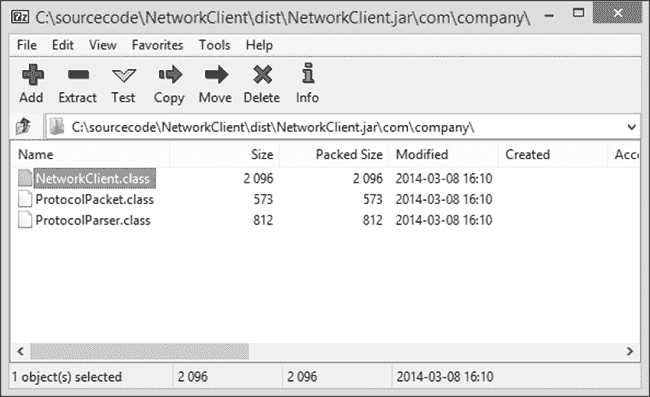 7z C:\sourcecode\NetworkClient\dist\NetworkClient.jar\com\company\
File Edit View Favorites Tools Help
Add Extract Test Copy Move Delete Info
C:\sourcecode\NetworkClient\dist\NetworkClient.jar\com\company\
Name Size Packed Size Modified Created Acce
NetworkClient.class 2 096 2 096 2014-03-08 16:10
ProtocolPacket.class 573 573 2014-03-08 16:10
ProtocolParser.class 812 812 2014-03-08 16:10
1 object(s) selected 2 096 2 096 2014-03-08 16:10